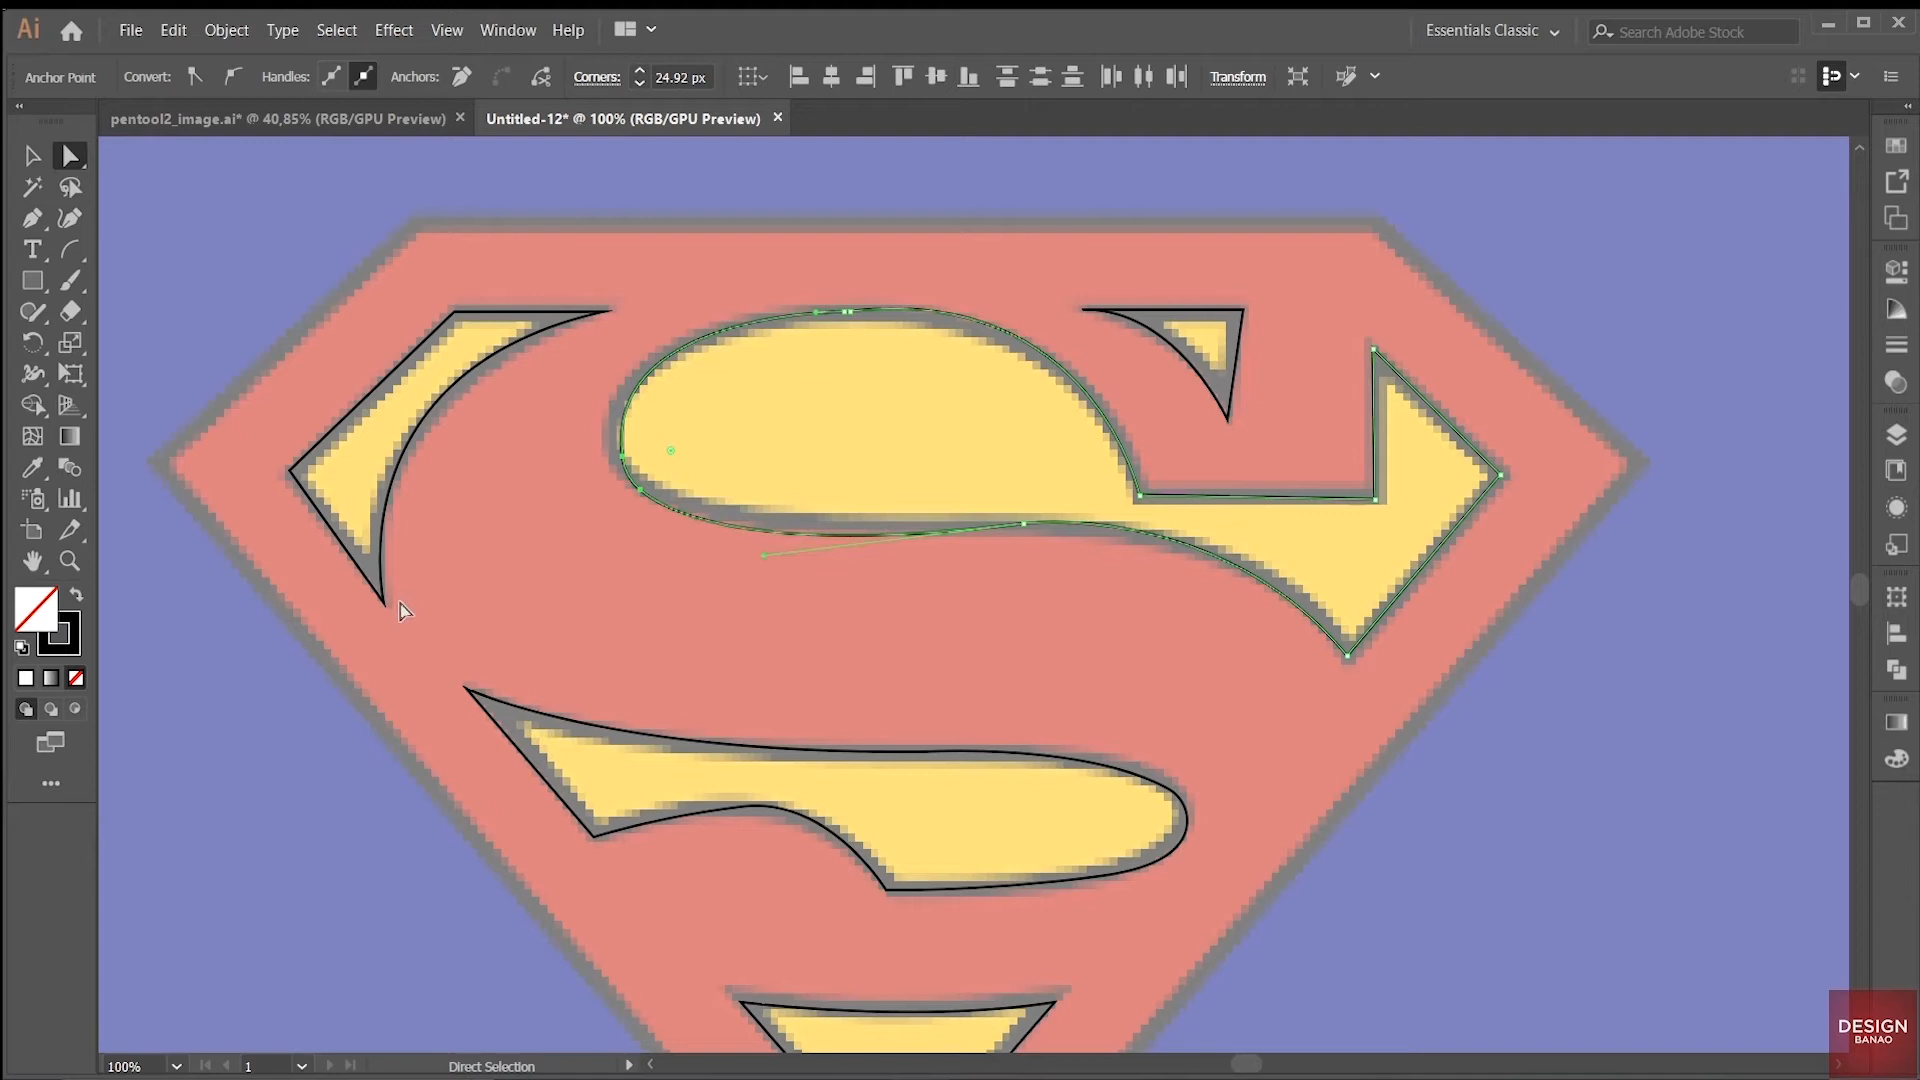 Ai File Edit Object Type Select Effect View Window Help Essentials Classic Search Adobe Stock
Anchor Point Convert: Handles: Anchors: Corners: 24.92 px Transform
pentool2_image.ai* @ 40,85% (RGB/GPU Preview) Untitled-12* @ 100% (RGB/GPU Preview)
T
DESIGN
BANAO
100% 1 Direct Selection